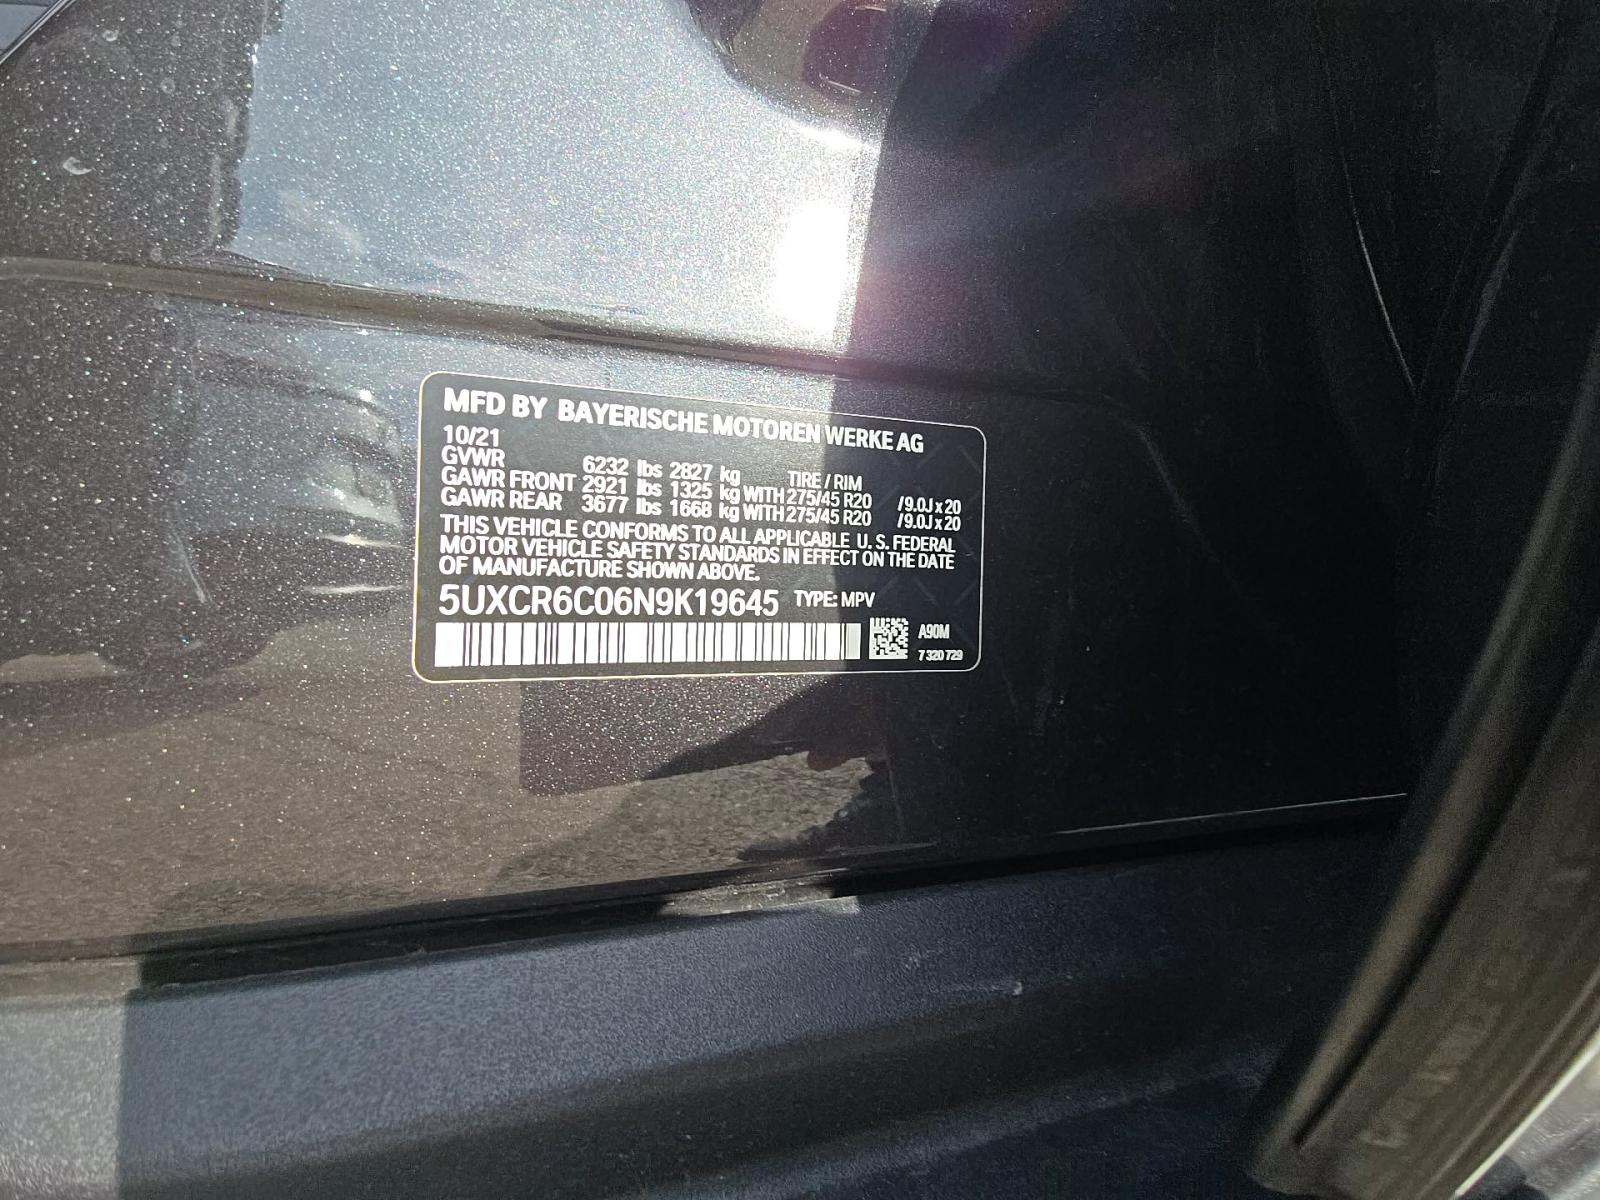 MFD BY BAYERISCHE MOTOREN WERKE AG
10/21
GVWR 6232 lbs 2827 kg TIRE / RIM
GAWR FRONT 2921 lbs 1325 kg WITH 275/45 R20 /9.0J x 20
GAWR REAR 3677 lbs 1668 kg WITH 275/45 R20 /9.0J x 20
THIS VEHICLE CONFORMS TO ALL APPLICABLE U.S. FEDERAL
MOTOR VEHICLE SAFETY STANDARDS IN EFFECT ON THE DATE
OF MANUFACTURE SHOWN ABOVE.
5UXCR6C06N9K19645 TYPE: MPV
A90M
7 320 729